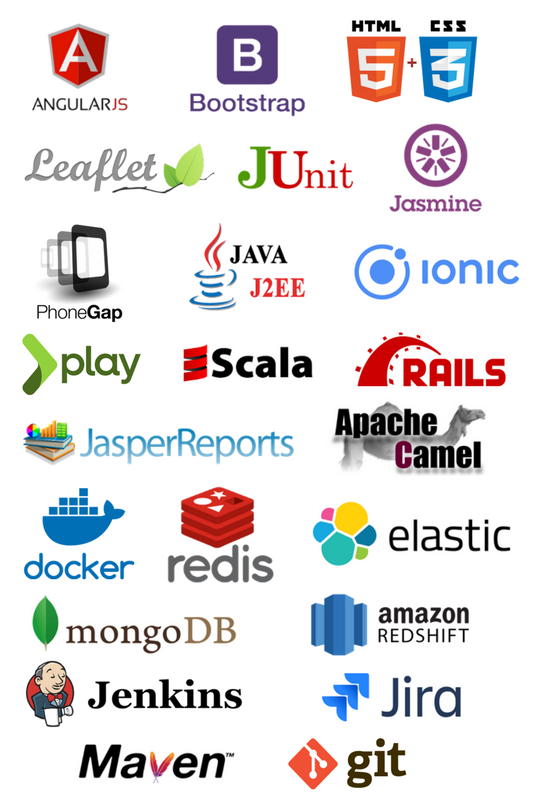 HTML CSS
A
5 + 3
ANGULARJS
B
Bootstrap
Leaflet
JUnit
Jasmine
PhoneGap
JAVA
J2EE
ionic
play
Scala
RAILS
JasperReports
Apache
Camel
docker
redis
elastic
mongoDB
amazon
REDSHIFT
Jenkins
Jira
Maven™
git